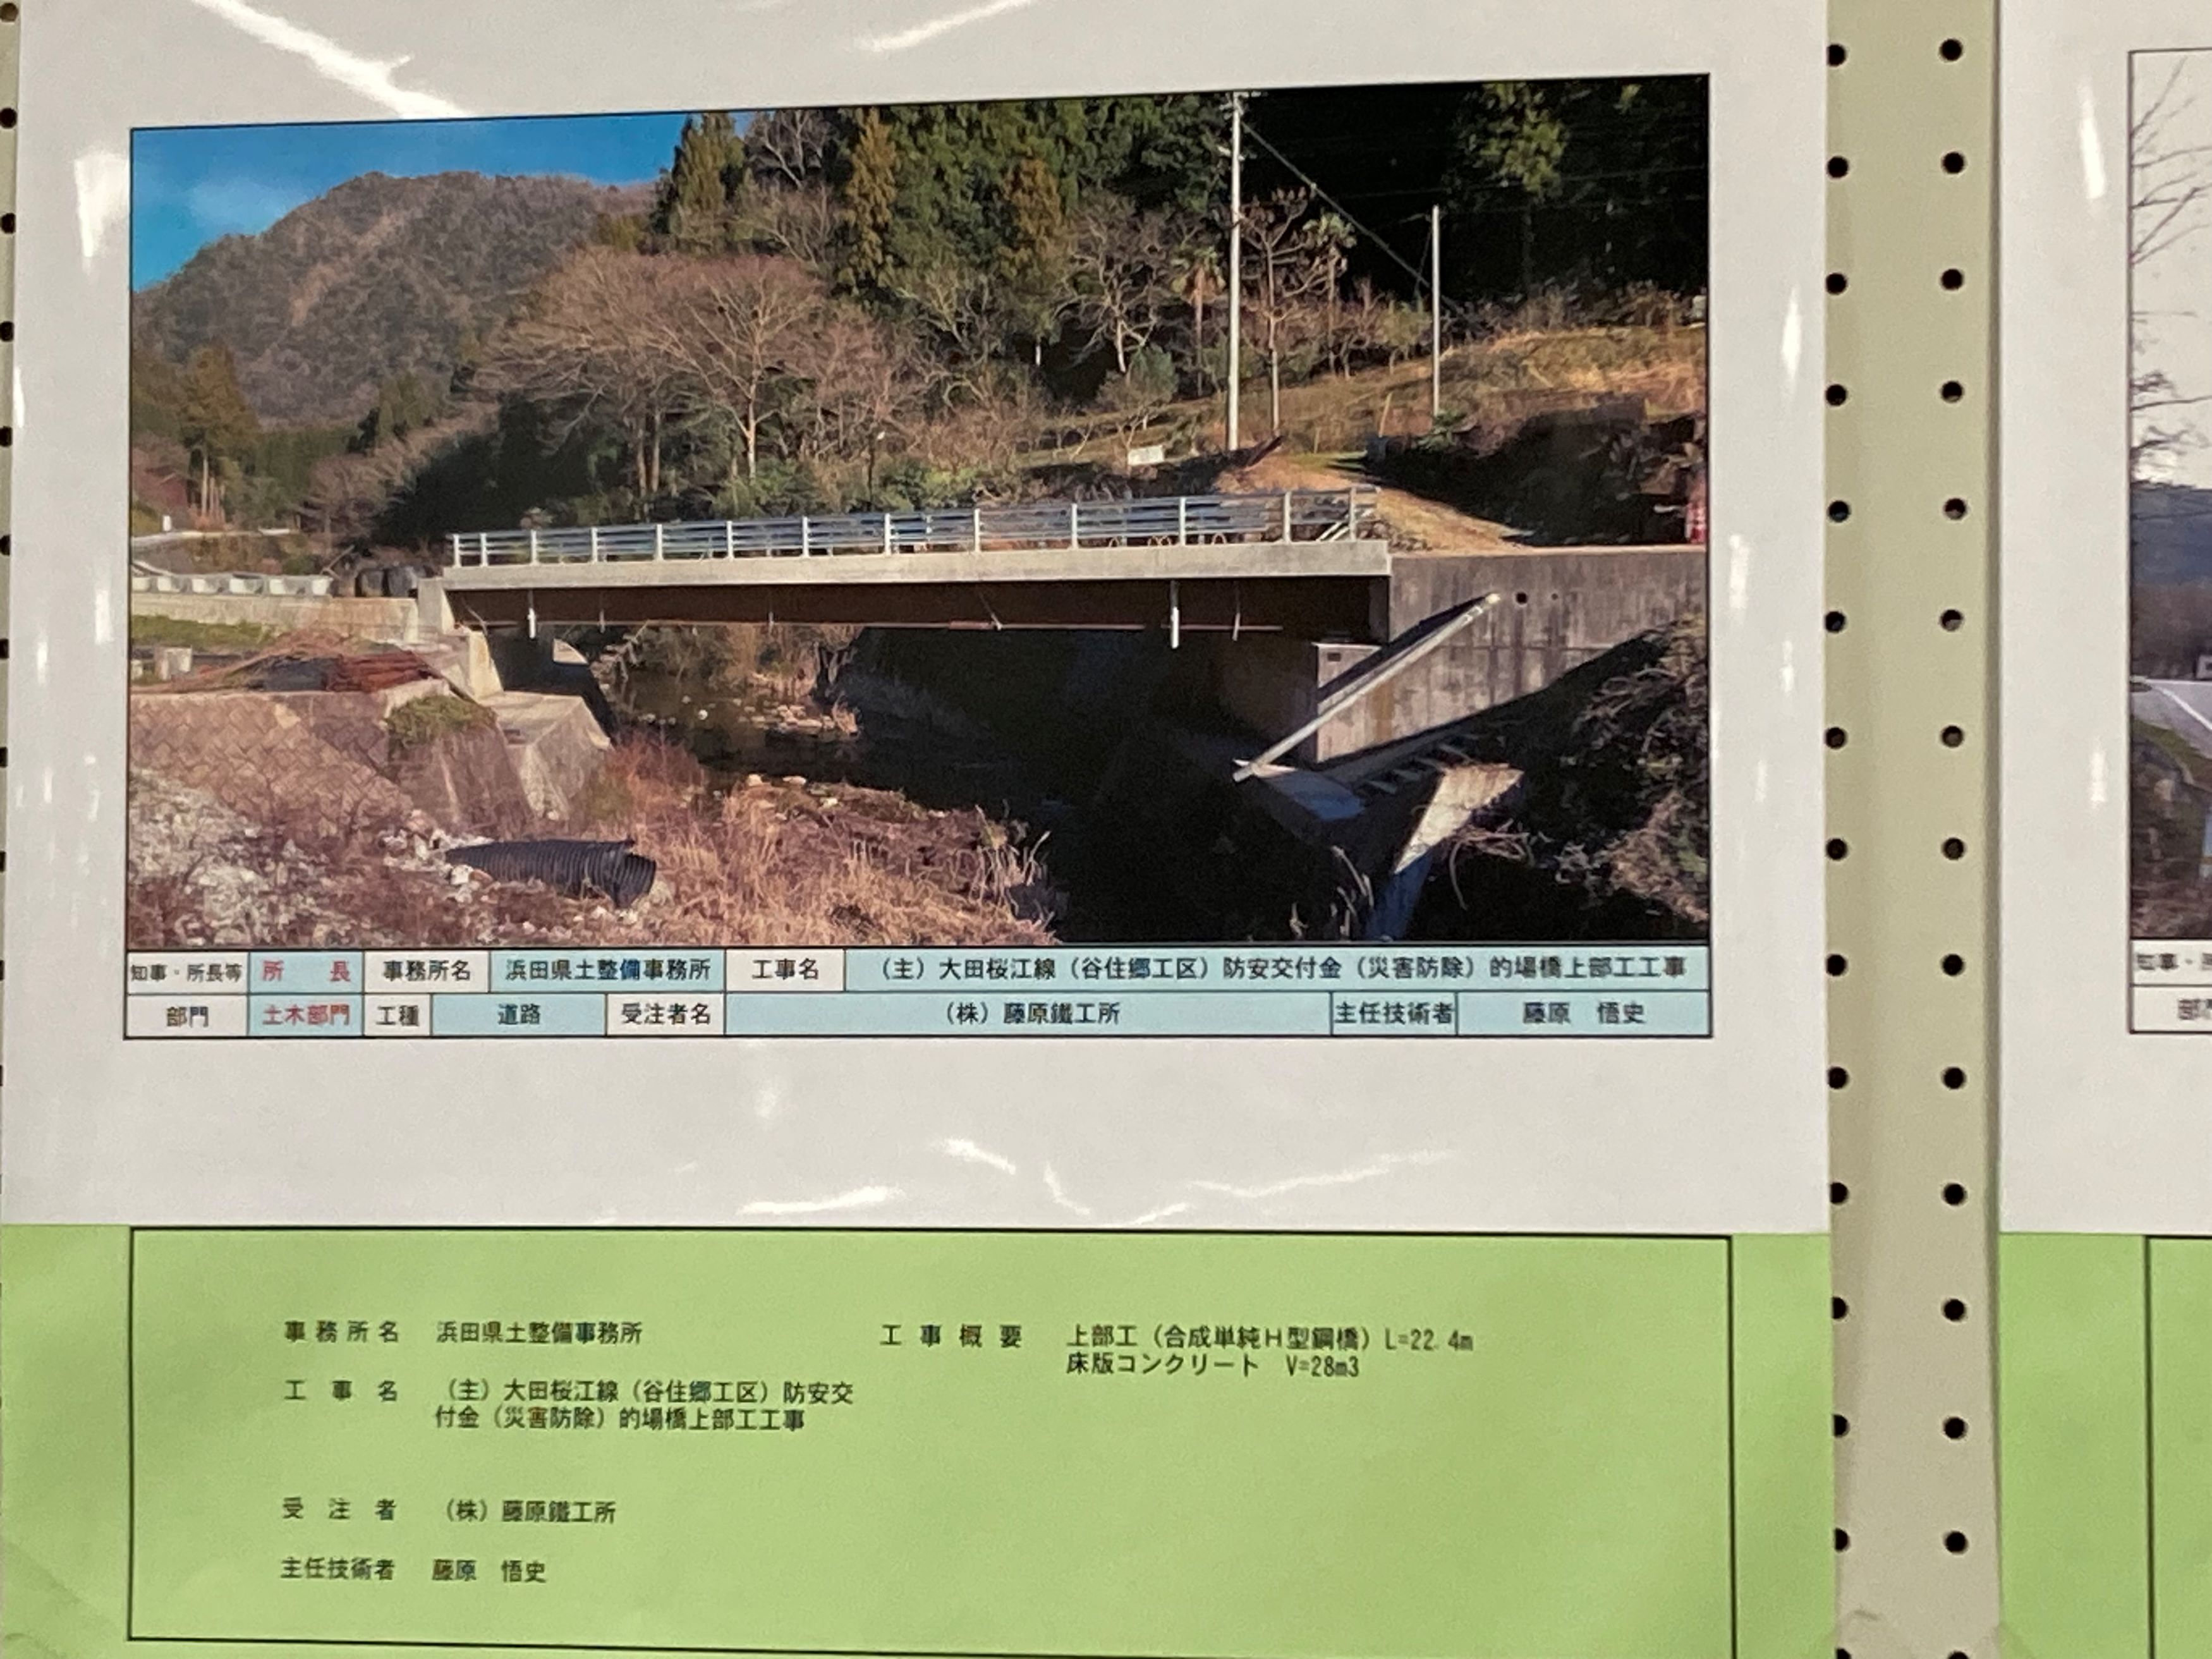 知事・所長等 所 長 事務所名 浜田県土整備事務所 工事名 （主）大田桜江線（谷住郷工区）防安交付金（災害防除）的場橋上部工工事
部門 土木部門 工種 道路 受注者名 （株）藤原鐵工所 主任技術者 藤原 悟史
知事・
部
事務所名 浜田県土整備事務所
工事名 （主）大田桜江線（谷住郷工区）防安交
付金（災害防除）的場橋上部工工事
受注者 （株）藤原鐵工所
主任技術者 藤原 悟史
工事概要 上部工（合成単純Ｈ型鋼橋）L=22.4m
床版コンクリート V=28m3